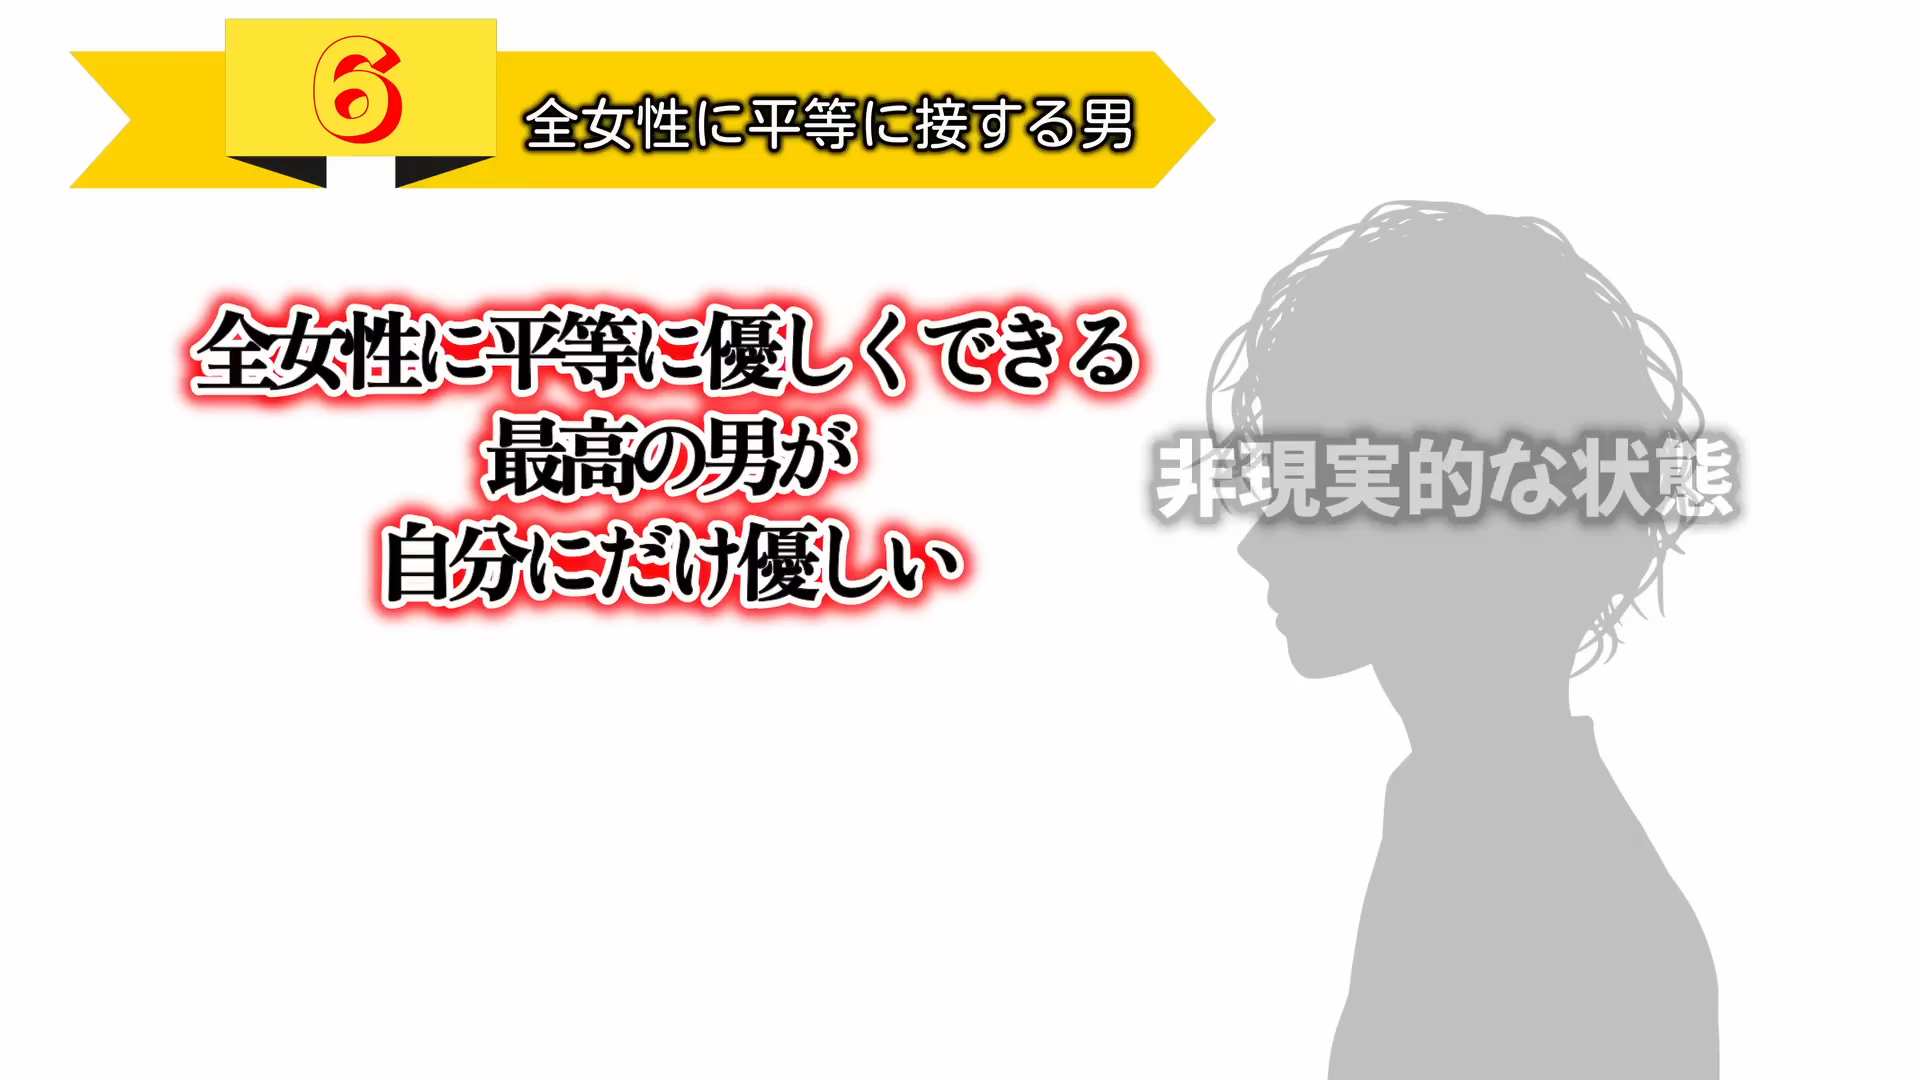 6
全女性に平等に接する男
全女性に平等に優しくできる
最高の男が
自分にだけ優しい
非現実的な状態